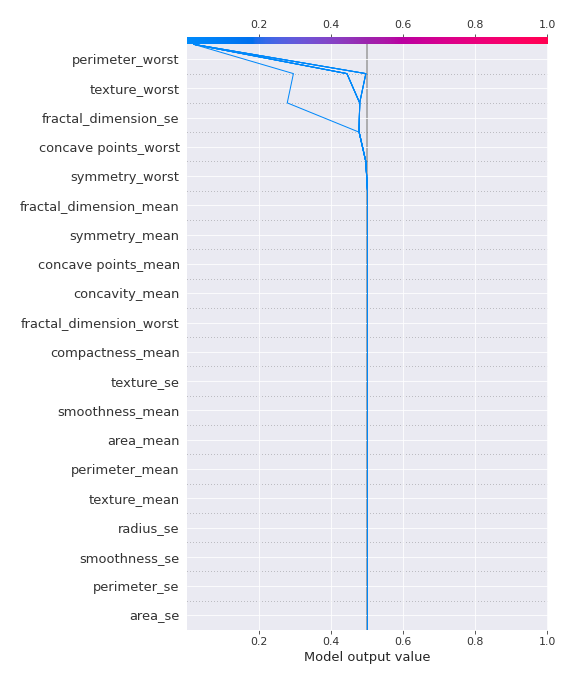 0.2 0.4 0.6 0.8 1.0
perimeter_worst
texture_worst
fractal_dimension_se
concave points_worst
symmetry_worst
fractal_dimension_mean
symmetry_mean
concave points_mean
concavity_mean
fractal_dimension_worst
compactness_mean
texture_se
smoothness_mean
area_mean
perimeter_mean
texture_mean
radius_se
smoothness_se
perimeter_se
area_se
0.2 0.4 0.6 0.8 1.0
Model output value